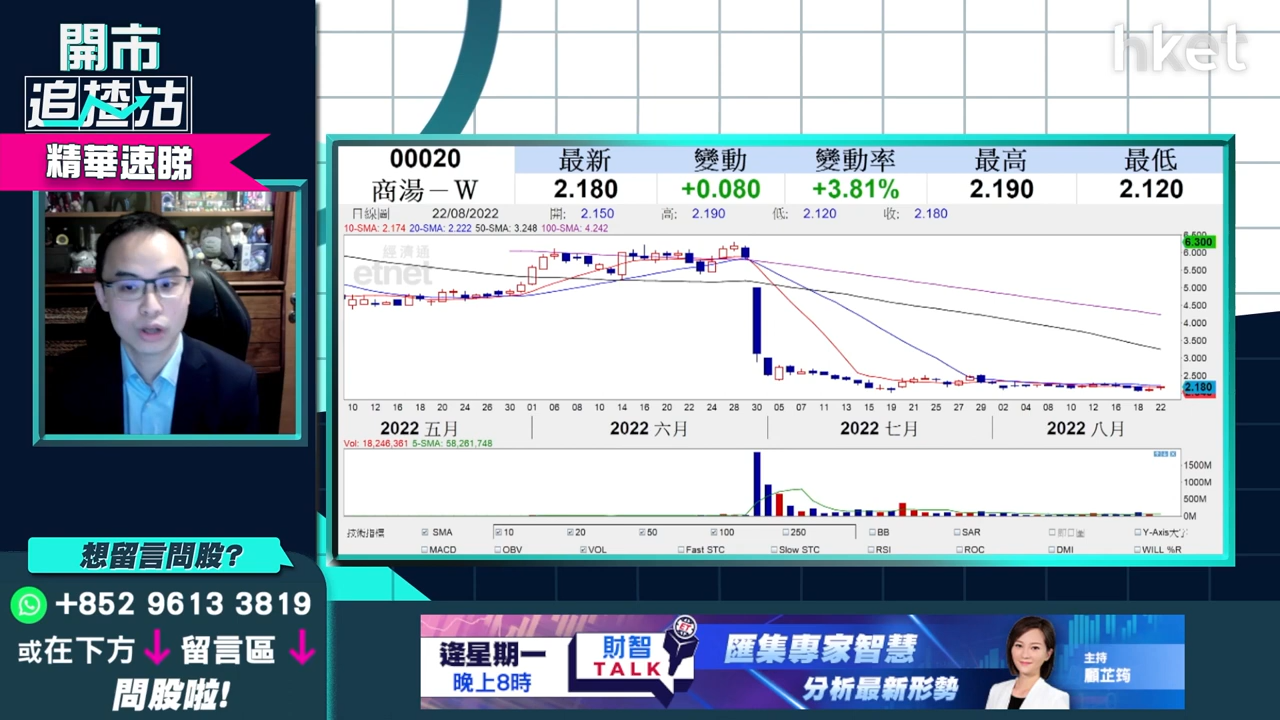 開市
追揸沽
精華速睇
hket
00020
商湯－W
最新
變動
變動率
最高
最低
2.180
+0.080
+3.81%
2.190
2.120
日線圖 22/08/2022 開: 2.150 高: 2.190 低: 2.120 收: 2.180
10-SMA: 2.174 20-SMA: 2.222 50-SMA: 3.248 100-SMA: 4.242
經濟通
etnet
6.300
6.000
5.500
5.000
4.500
4.000
3.500
3.000
2.500
2.180
10 12 16 18 20 24 26 30 01 06 08 10 14 16 20 22 24 28 30 05 07 11 13 15 19 21 25 27 29 02 04 08 10 12 16 18 22
2022 五月
2022 六月
2022 七月
2022 八月
Vol: 18,246,361 5-SMA: 58,261,748
1500M
1000M
500M
0M
技術指標 SMA 10 20 50 100 250 BB SAR Y-Axis
MACD OBV VOL Fast STC Slow STC RSI ROC DMI WILL %R
想留言問股?
+852 9613 3819
或在下方 留言區
問股啦!
逢星期一
晚上8時
財智
TALK
ET
匯集專家智慧
分析最新形勢
主持
顧芷筠